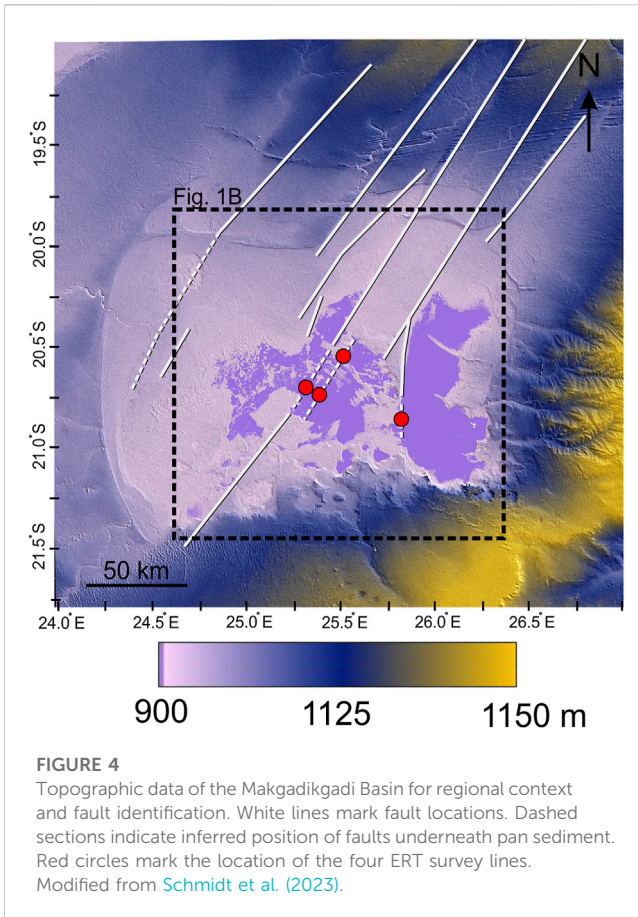 N
Fig. 1B
19.5°S
20.0°S
20.5°S
21.0°S
21.5°S
50 km
24.0°E 24.5°E 25.0°E 25.5°E 26.0°E 26.5°E
900 1125 1150 m
FIGURE 4
Topographic data of the Makgadikgadi Basin for regional context
and fault identification. White lines mark fault locations. Dashed
sections indicate inferred position of faults underneath pan sediment.
Red circles mark the location of the four ERT survey lines.
Modified from Schmidt et al. (2023).